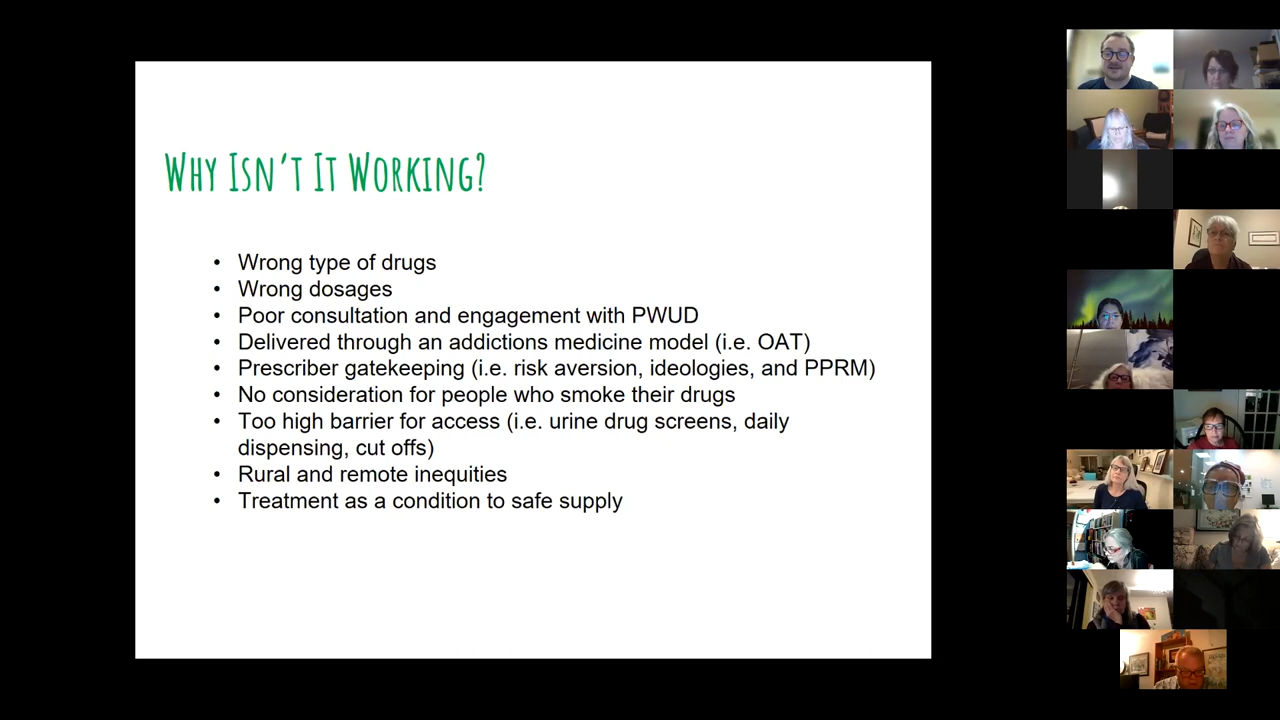 Why Isn't It Working?
• Wrong type of drugs
• Wrong dosages
• Poor consultation and engagement with PWUD
• Delivered through an addictions medicine model (i.e. OAT)
• Prescriber gatekeeping (i.e. risk aversion, ideologies, and PPRM)
• No consideration for people who smoke their drugs
• Too high barrier for access (i.e. urine drug screens, daily
dispensing, cut offs)
• Rural and remote inequities
• Treatment as a condition to safe supply